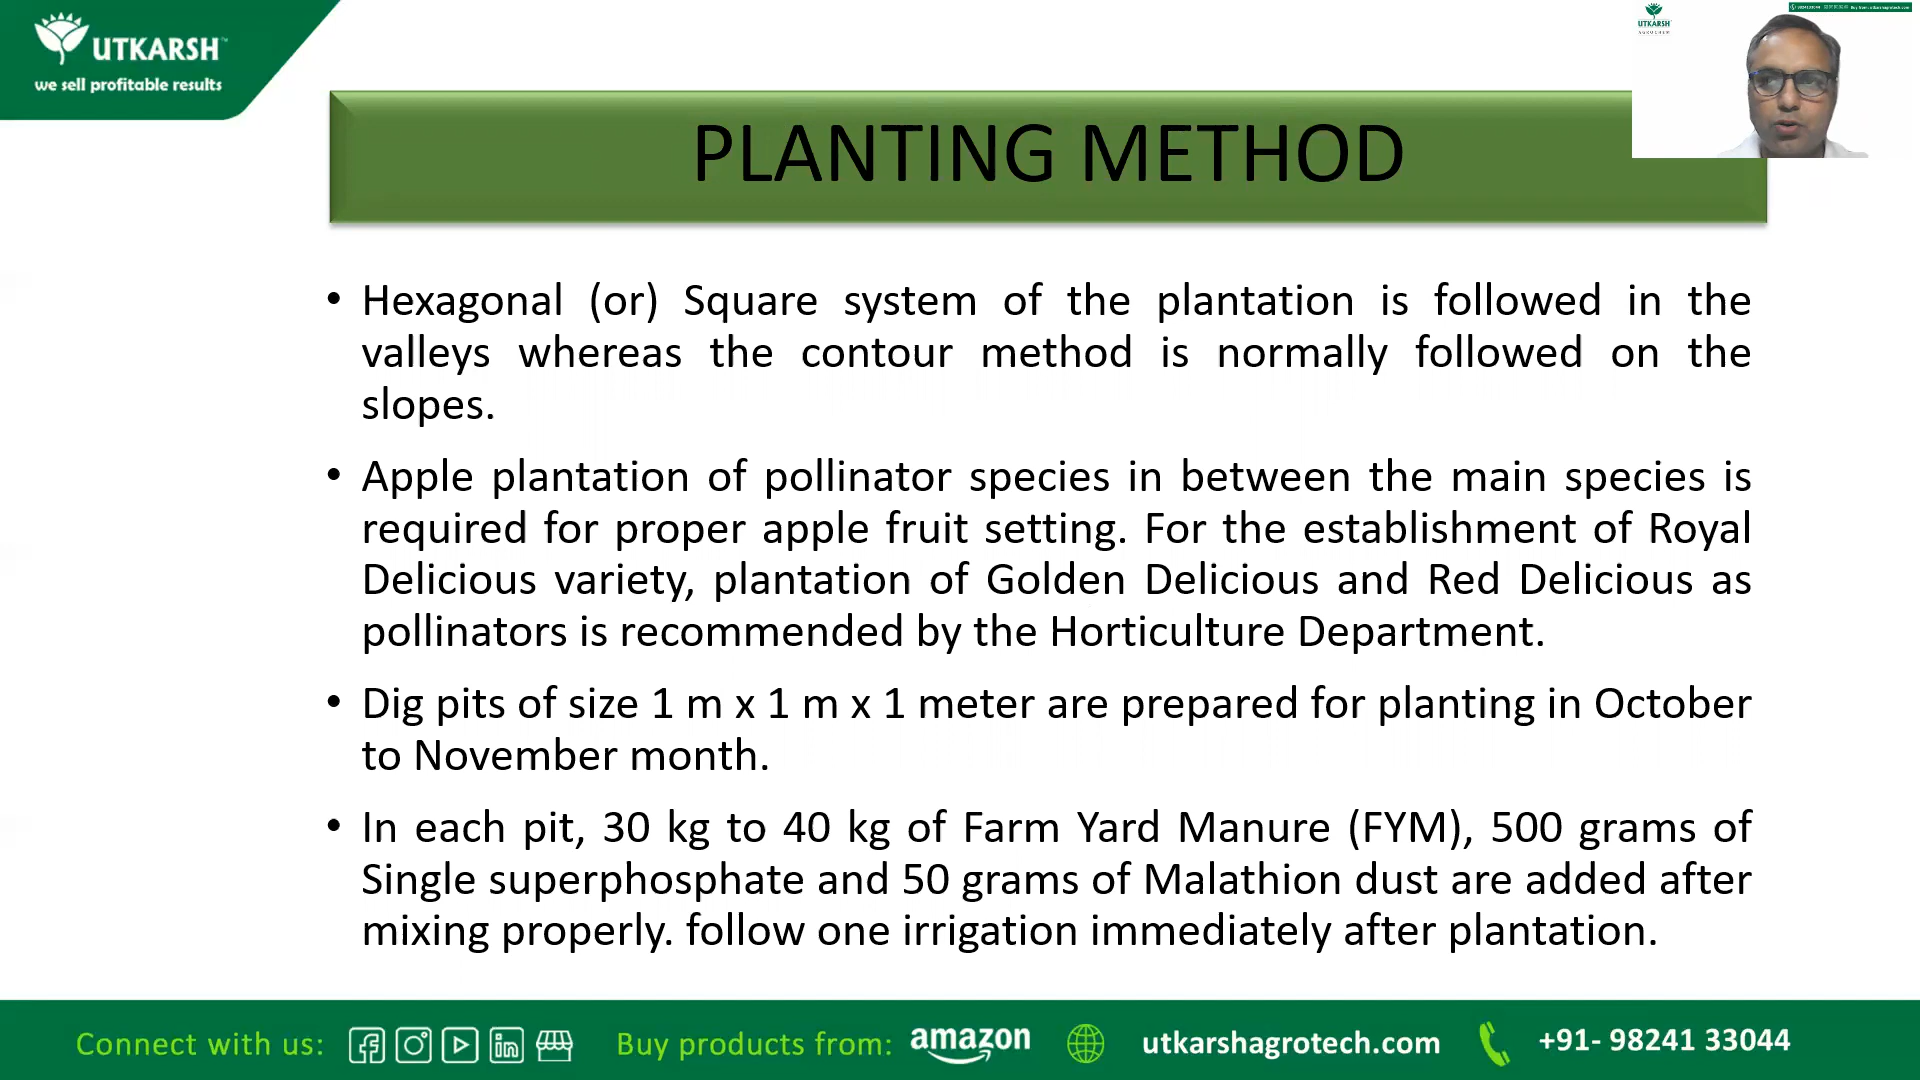 UTKARSH™
we sell profitable results
UTKARSH
AGROCHEM
PLANTING METHOD
• Hexagonal (or) Square system of the plantation is followed in the
valleys whereas the contour method is normally followed on the
slopes.
• Apple plantation of pollinator species in between the main species is
required for proper apple fruit setting. For the establishment of Royal
Delicious variety, plantation of Golden Delicious and Red Delicious as
pollinators is recommended by the Horticulture Department.
• Dig pits of size 1 m x 1 m x 1 meter are prepared for planting in October
to November month.
• In each pit, 30 kg to 40 kg of Farm Yard Manure (FYM), 500 grams of
Single superphosphate and 50 grams of Malathion dust are added after
mixing properly. follow one irrigation immediately after plantation.
Connect with us: Buy products from: amazon utkarshagrotech.com +91- 98241 33044